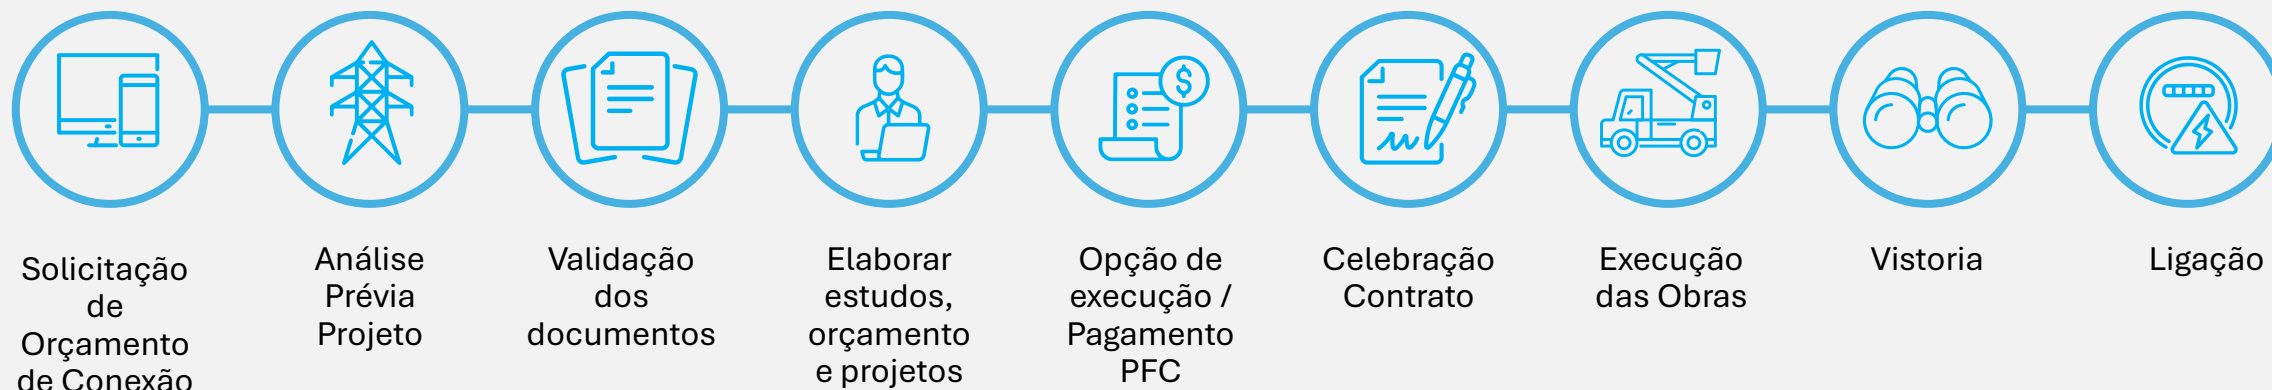 Solicitação
de
Orçamento
de Conexão
Análise
Prévia
Projeto
Validação
dos
documentos
Elaborar
estudos,
orçamento
e projetos
Opção de
execução /
Pagamento
PFC
Celebração
Contrato
Execução
das Obras
Vistoria
Ligação
$